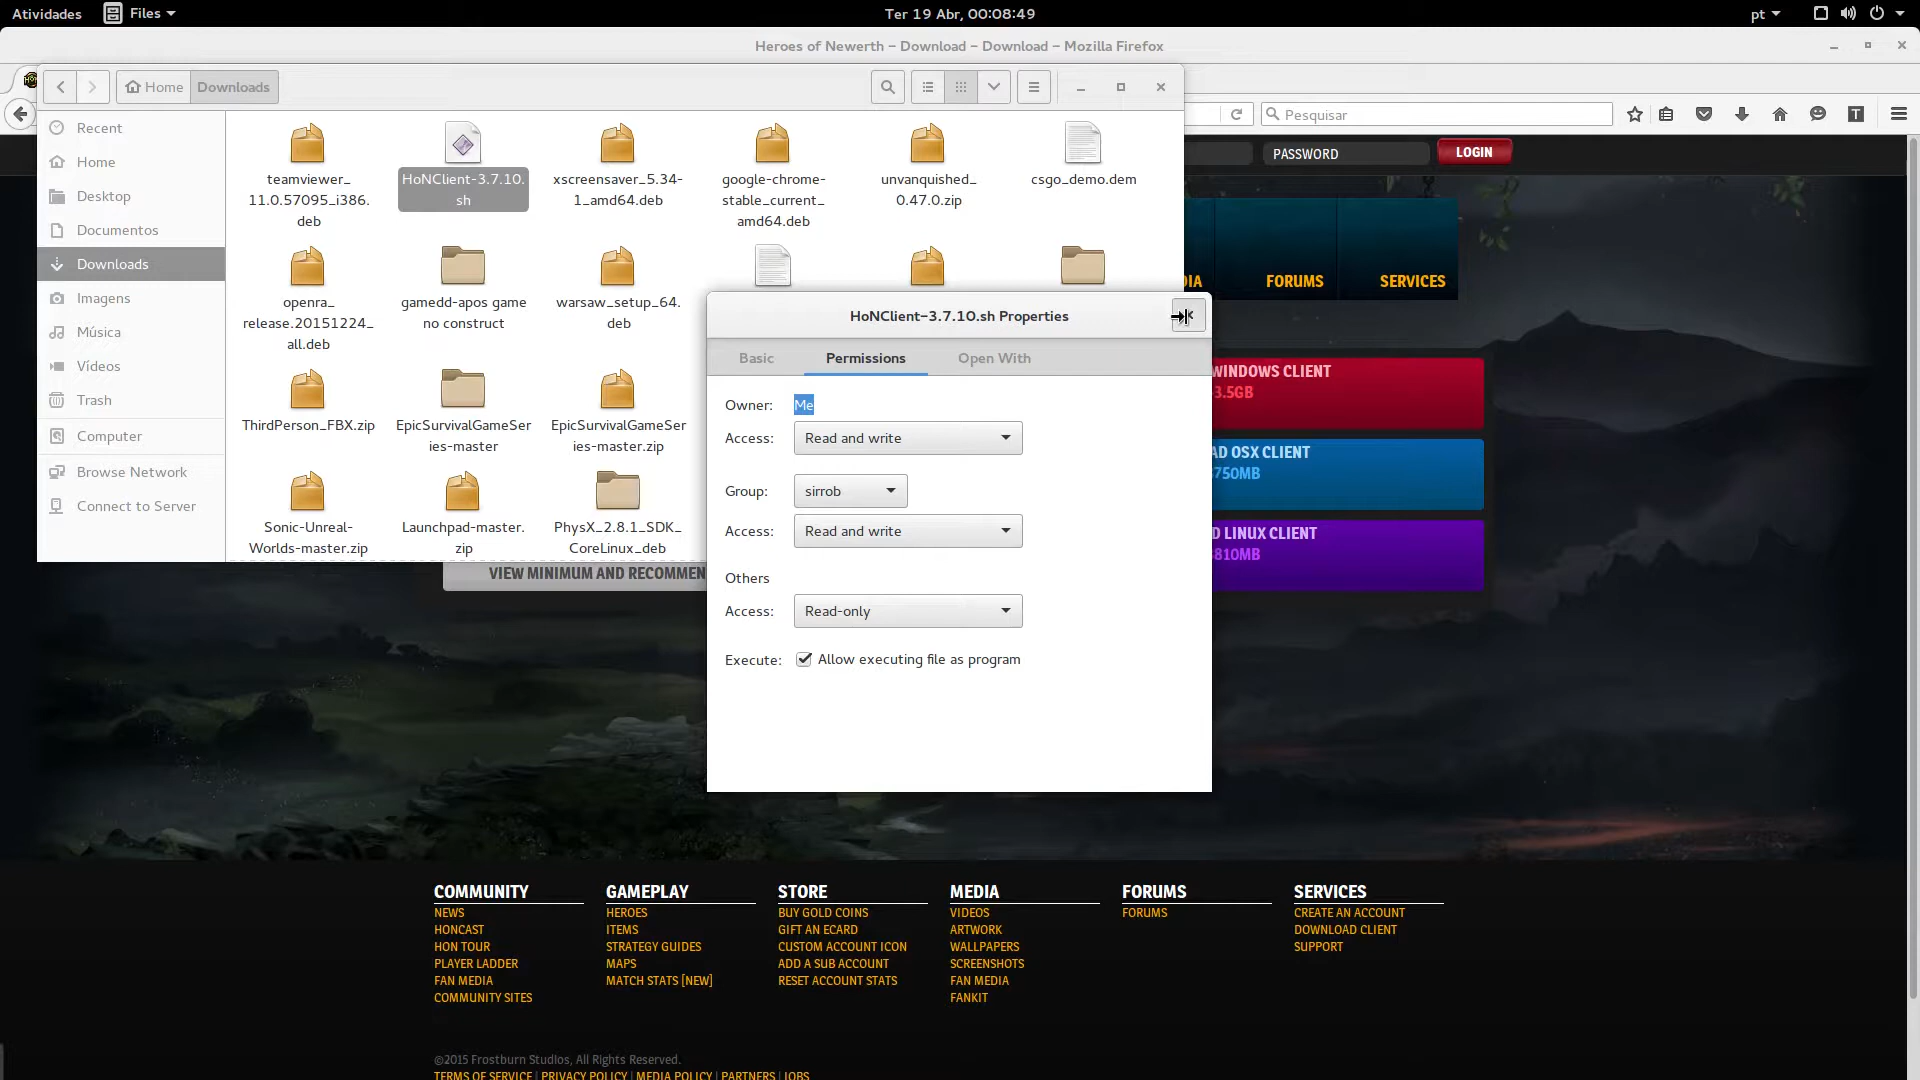 Atividades Files Ter 19 Abr, 00:08:49 pt
Heroes of Newerth – Download – Download – Mozilla Firefox
Home Downloads
Pesquisar
PASSWORD LOGIN
Recent
Home
Desktop
Documentos
Downloads
Imagens
Música
Vídeos
Trash
Computer
Browse Network
Connect to Server
teamviewer_
11.0.57095_i386.
deb
HoNClient-3.7.10.
sh
xscreensaver_5.34-
1_amd64.deb
google-chrome-
stable_current_
amd64.deb
unvanquished_
0.47.0.zip
csgo_demo.dem
openra_
release.20151224_
all.deb
gamedd-apos game
no construct
warsaw_setup_64.
deb
ThirdPerson_FBX.zip
EpicSurvivalGameSer
ies-master
EpicSurvivalGameSer
ies-master.zip
Sonic-Unreal-
Worlds-master.zip
Launchpad-master.
zip
PhysX_2.8.1_SDK_
CoreLinux_deb
HoNClient-3.7.10.sh Properties
Basic Permissions Open With
Owner: Me
Access: Read and write
Group: sirrob
Access: Read and write
Others
Access: Read-only
Execute: Allow executing file as program
DIA FORUMS SERVICES
WINDOWS CLIENT
3.5GB
AD OSX CLIENT
750MB
D LINUX CLIENT
810MB
VIEW MINIMUM AND RECOMMEN
COMMUNITY
NEWS
HONCAST
HON TOUR
PLAYER LADDER
FAN MEDIA
COMMUNITY SITES
GAMEPLAY
HEROES
ITEMS
STRATEGY GUIDES
MAPS
MATCH STATS [NEW]
STORE
BUY GOLD COINS
GIFT AN ECARD
CUSTOM ACCOUNT ICON
ADD A SUB ACCOUNT
RESET ACCOUNT STATS
MEDIA
VIDEOS
ARTWORK
WALLPAPERS
SCREENSHOTS
FAN MEDIA
FANKIT
FORUMS
FORUMS
SERVICES
CREATE AN ACCOUNT
DOWNLOAD CLIENT
SUPPORT
©2015 Frostburn Studios, All Rights Reserved.
TERMS OF SERVICE | PRIVACY POLICY | MEDIA POLICY | PARTNERS | JOBS